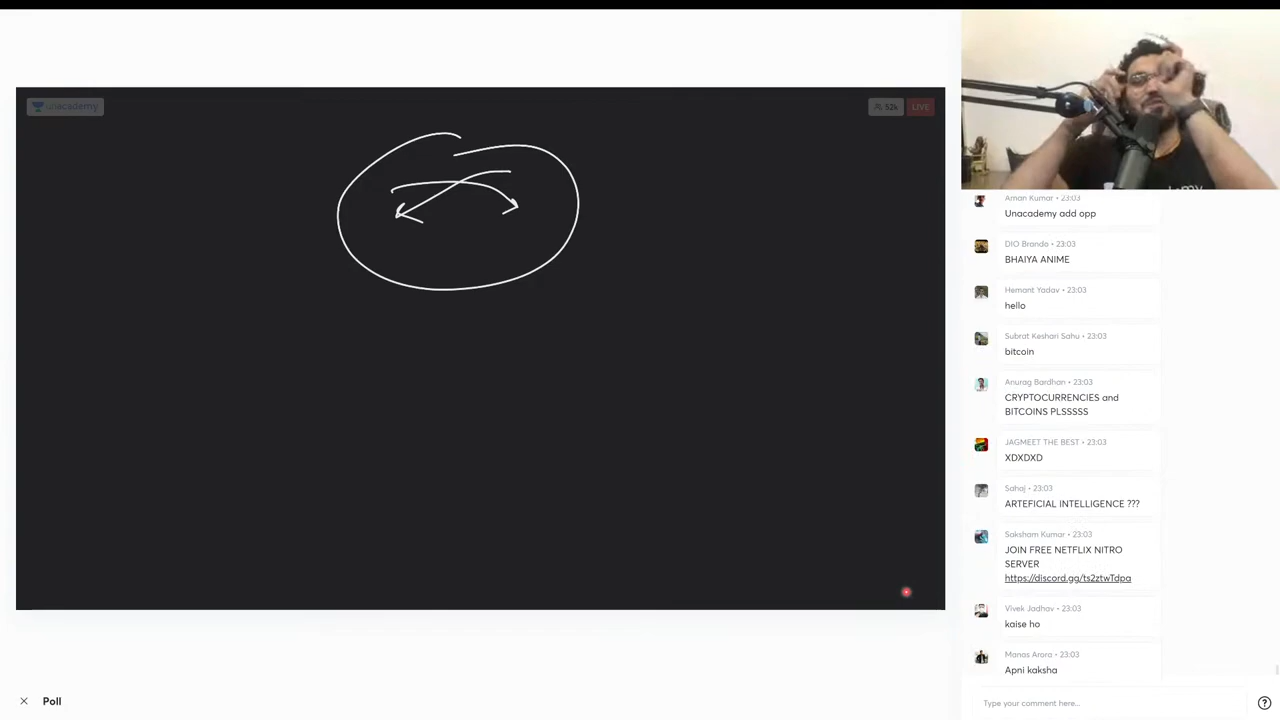 unacademy
52k
LIVE
Aman Kumar • 23:03
Unacademy add opp
DIO Brando • 23:03
BHAIYA ANIME
Hemant Yadav • 23:03
hello
Subrat Keshari Sahu • 23:03
bitcoin
Anurag Bardhan • 23:03
CRYPTOCURRENCIES and
BITCOINS PLSSSSS
JAGMEET THE BEST • 23:03
XDXDXD
Sahaj • 23:03
ARTEFICIAL INTELLIGENCE ???
Saksham Kumar • 23:03
JOIN FREE NETFLIX NITRO
SERVER
https://discord.gg/ts2ztwTdpa
Vivek Jadhav • 23:03
kaise ho
Manas Arora • 23:03
Apni kaksha
× Poll
Type your comment here...
?